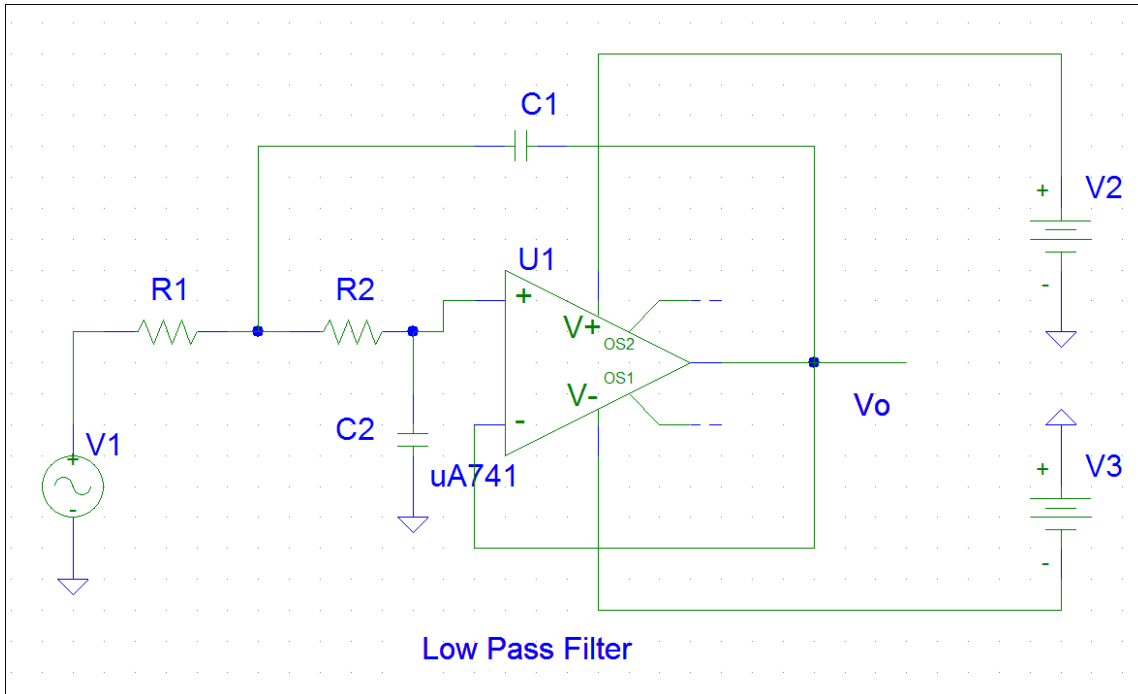 C1
+
V2
-
U1
R1
R2
+
V+
OS2
OS1
V-
-
Vo
C2
uA741
V1
+
-
+
V3
-
Low Pass Filter